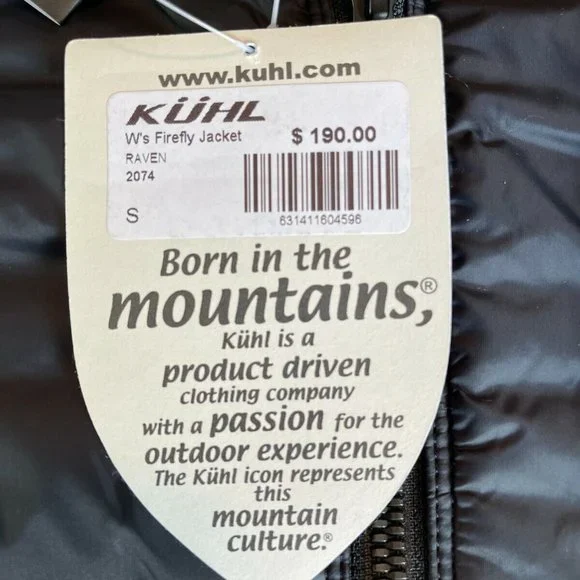 www.kuhl.com
KÜHL
W's Firefly Jacket $ 190.00
RAVEN
2074
S
631411604596
Born in the
mountains,®
Kühl is a
product driven
clothing company
with a passion for the
outdoor experience.
The Kühl icon represents
this
mountain
culture.®